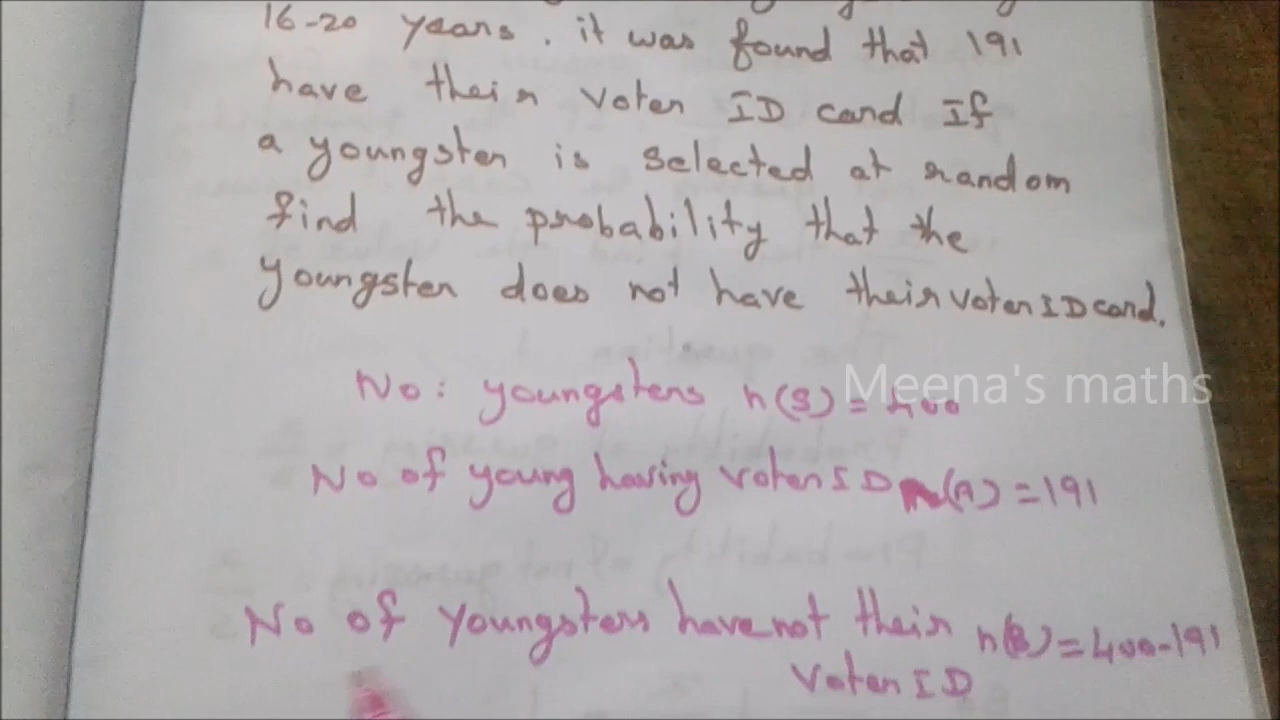 16-20 years. it was found that 191
have their voter ID card If
a youngster is selected at random
find the probability that the
youngster does not have their voter ID card.
No: youngsters n(S) = 400
Meena's maths
No of young having voter ID n(A) = 191
No of youngsters have not their n(B) = 400-191
Voter ID